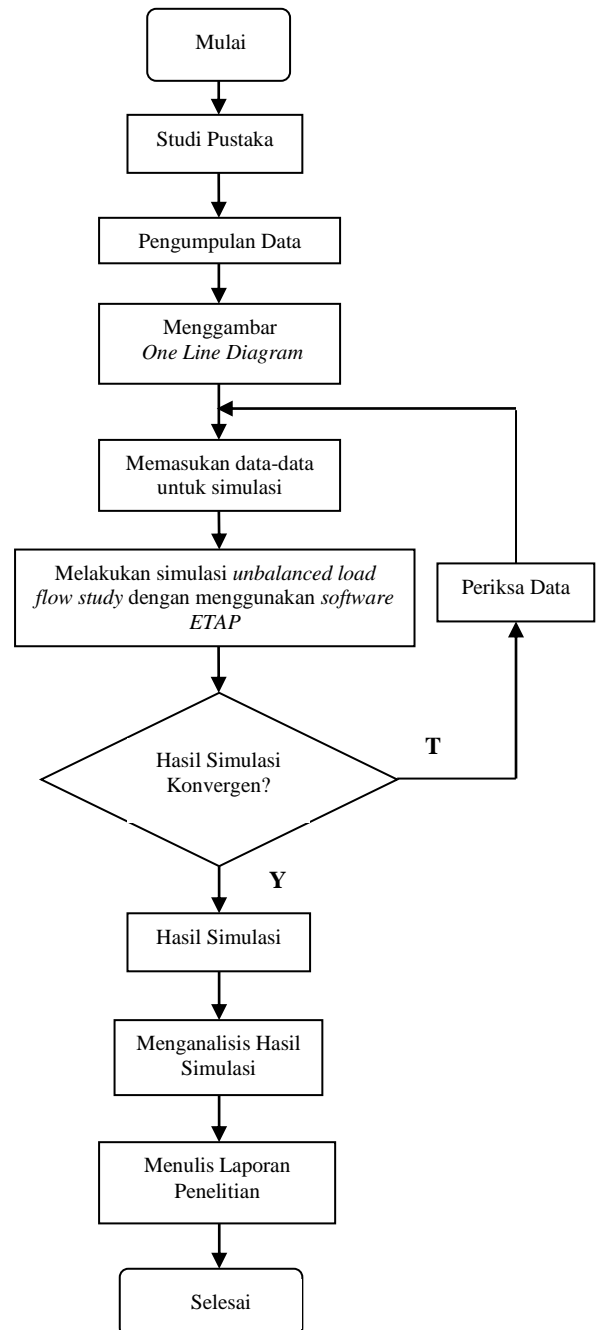 Mulai
Studi Pustaka
Pengumpulan Data
Menggambar
One Line Diagram
Memasukan data-data
untuk simulasi
Melakukan simulasi unbalanced load
flow study dengan menggunakan software
ETAP
Periksa Data
Hasil Simulasi
Konvergen?
T
Y
Hasil Simulasi
Menganalisis Hasil
Simulasi
Menulis Laporan
Penelitian
Selesai